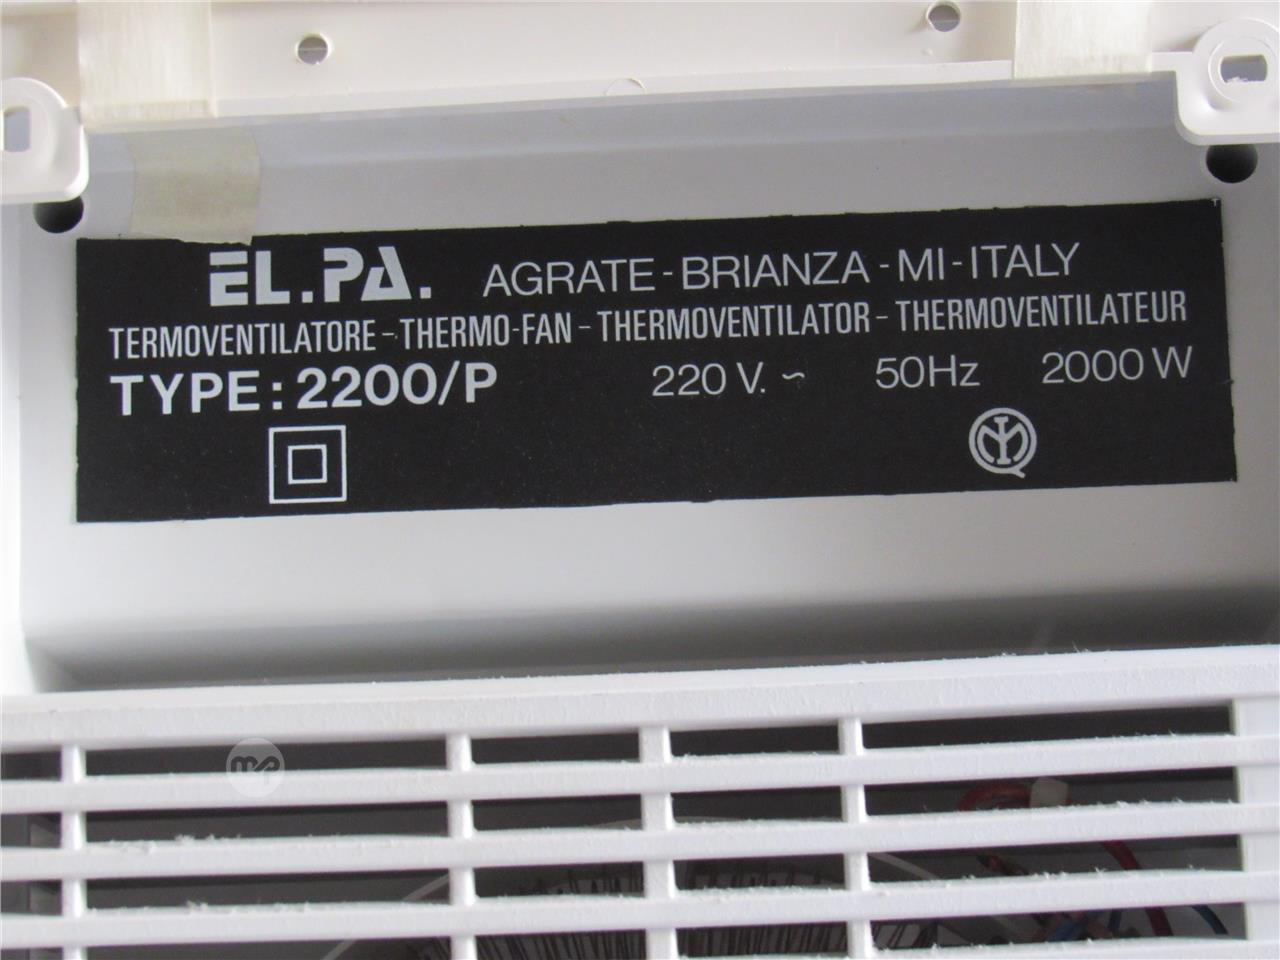 EL.PA. AGRATE-BRIANZA-MI-ITALY
TERMOVENTILATORE-THERMO-FAN-THERMOVENTILATOR-THERMOVENTILATEUR
TYPE: 2200/P 220 V. ~ 50Hz 2000 W